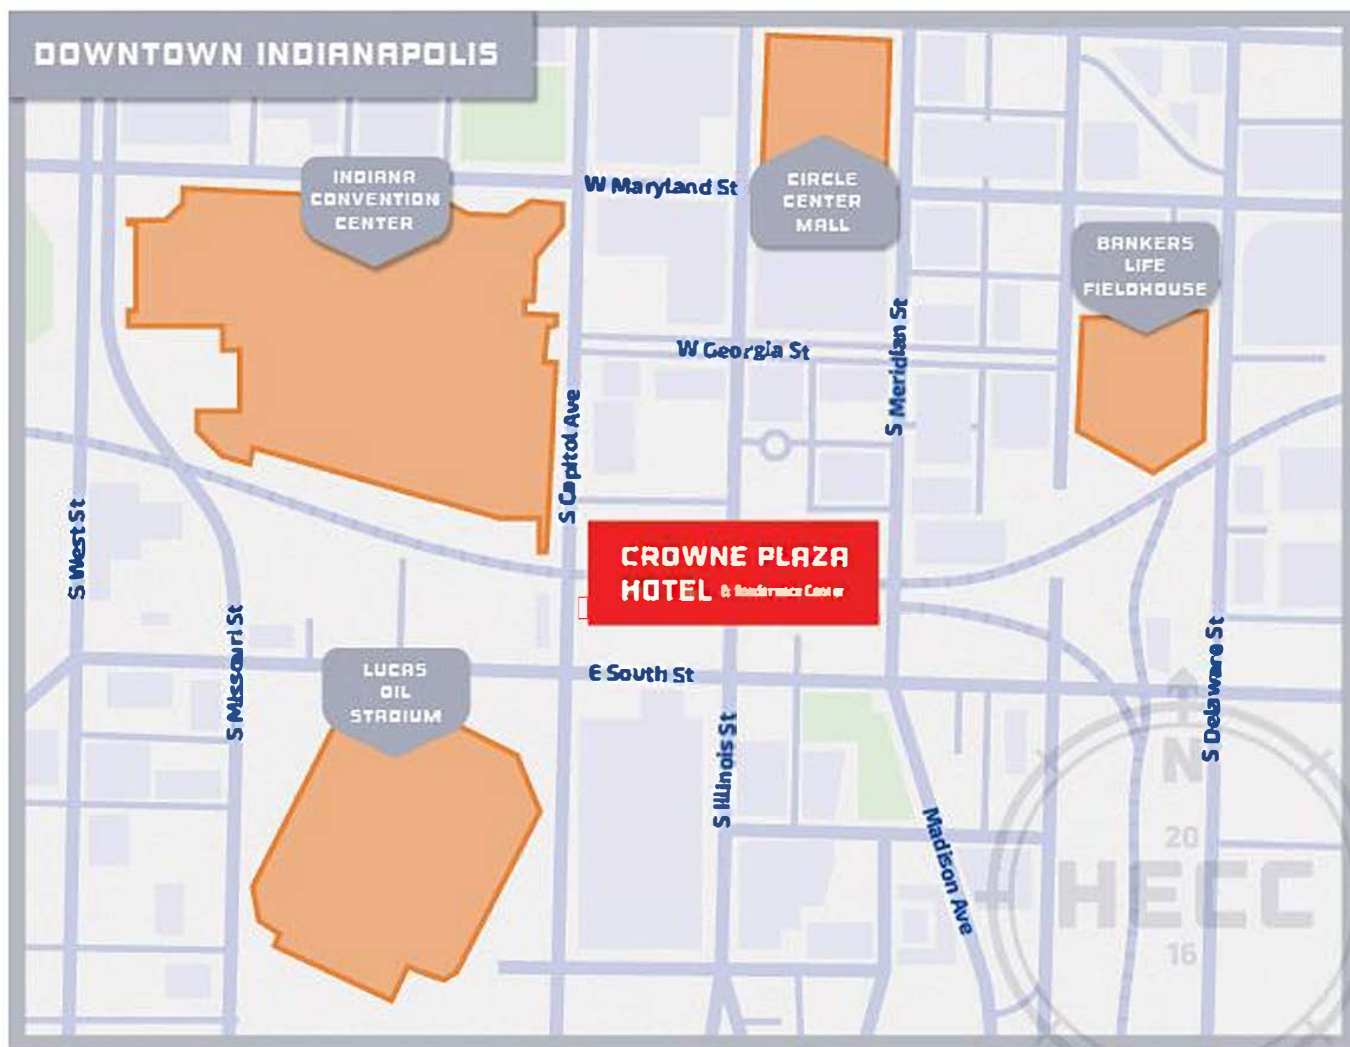 DOWNTOWN INDIANAPOLIS
INDIANA
CONVENTION
CENTER
W Maryland St
CIRCLE
CENTER
MALL
BANKERS
LIFE
FIELDHOUSE
W Georgia St
S Meridian St
S Capitol Ave
S West St
CROWNE PLAZA
HOTEL & Conference Center
S Missouri St
E South St
LUCAS
OIL
STADIUM
S Delaware St
S Illinois St
Madison Ave
N
20
HECC
16